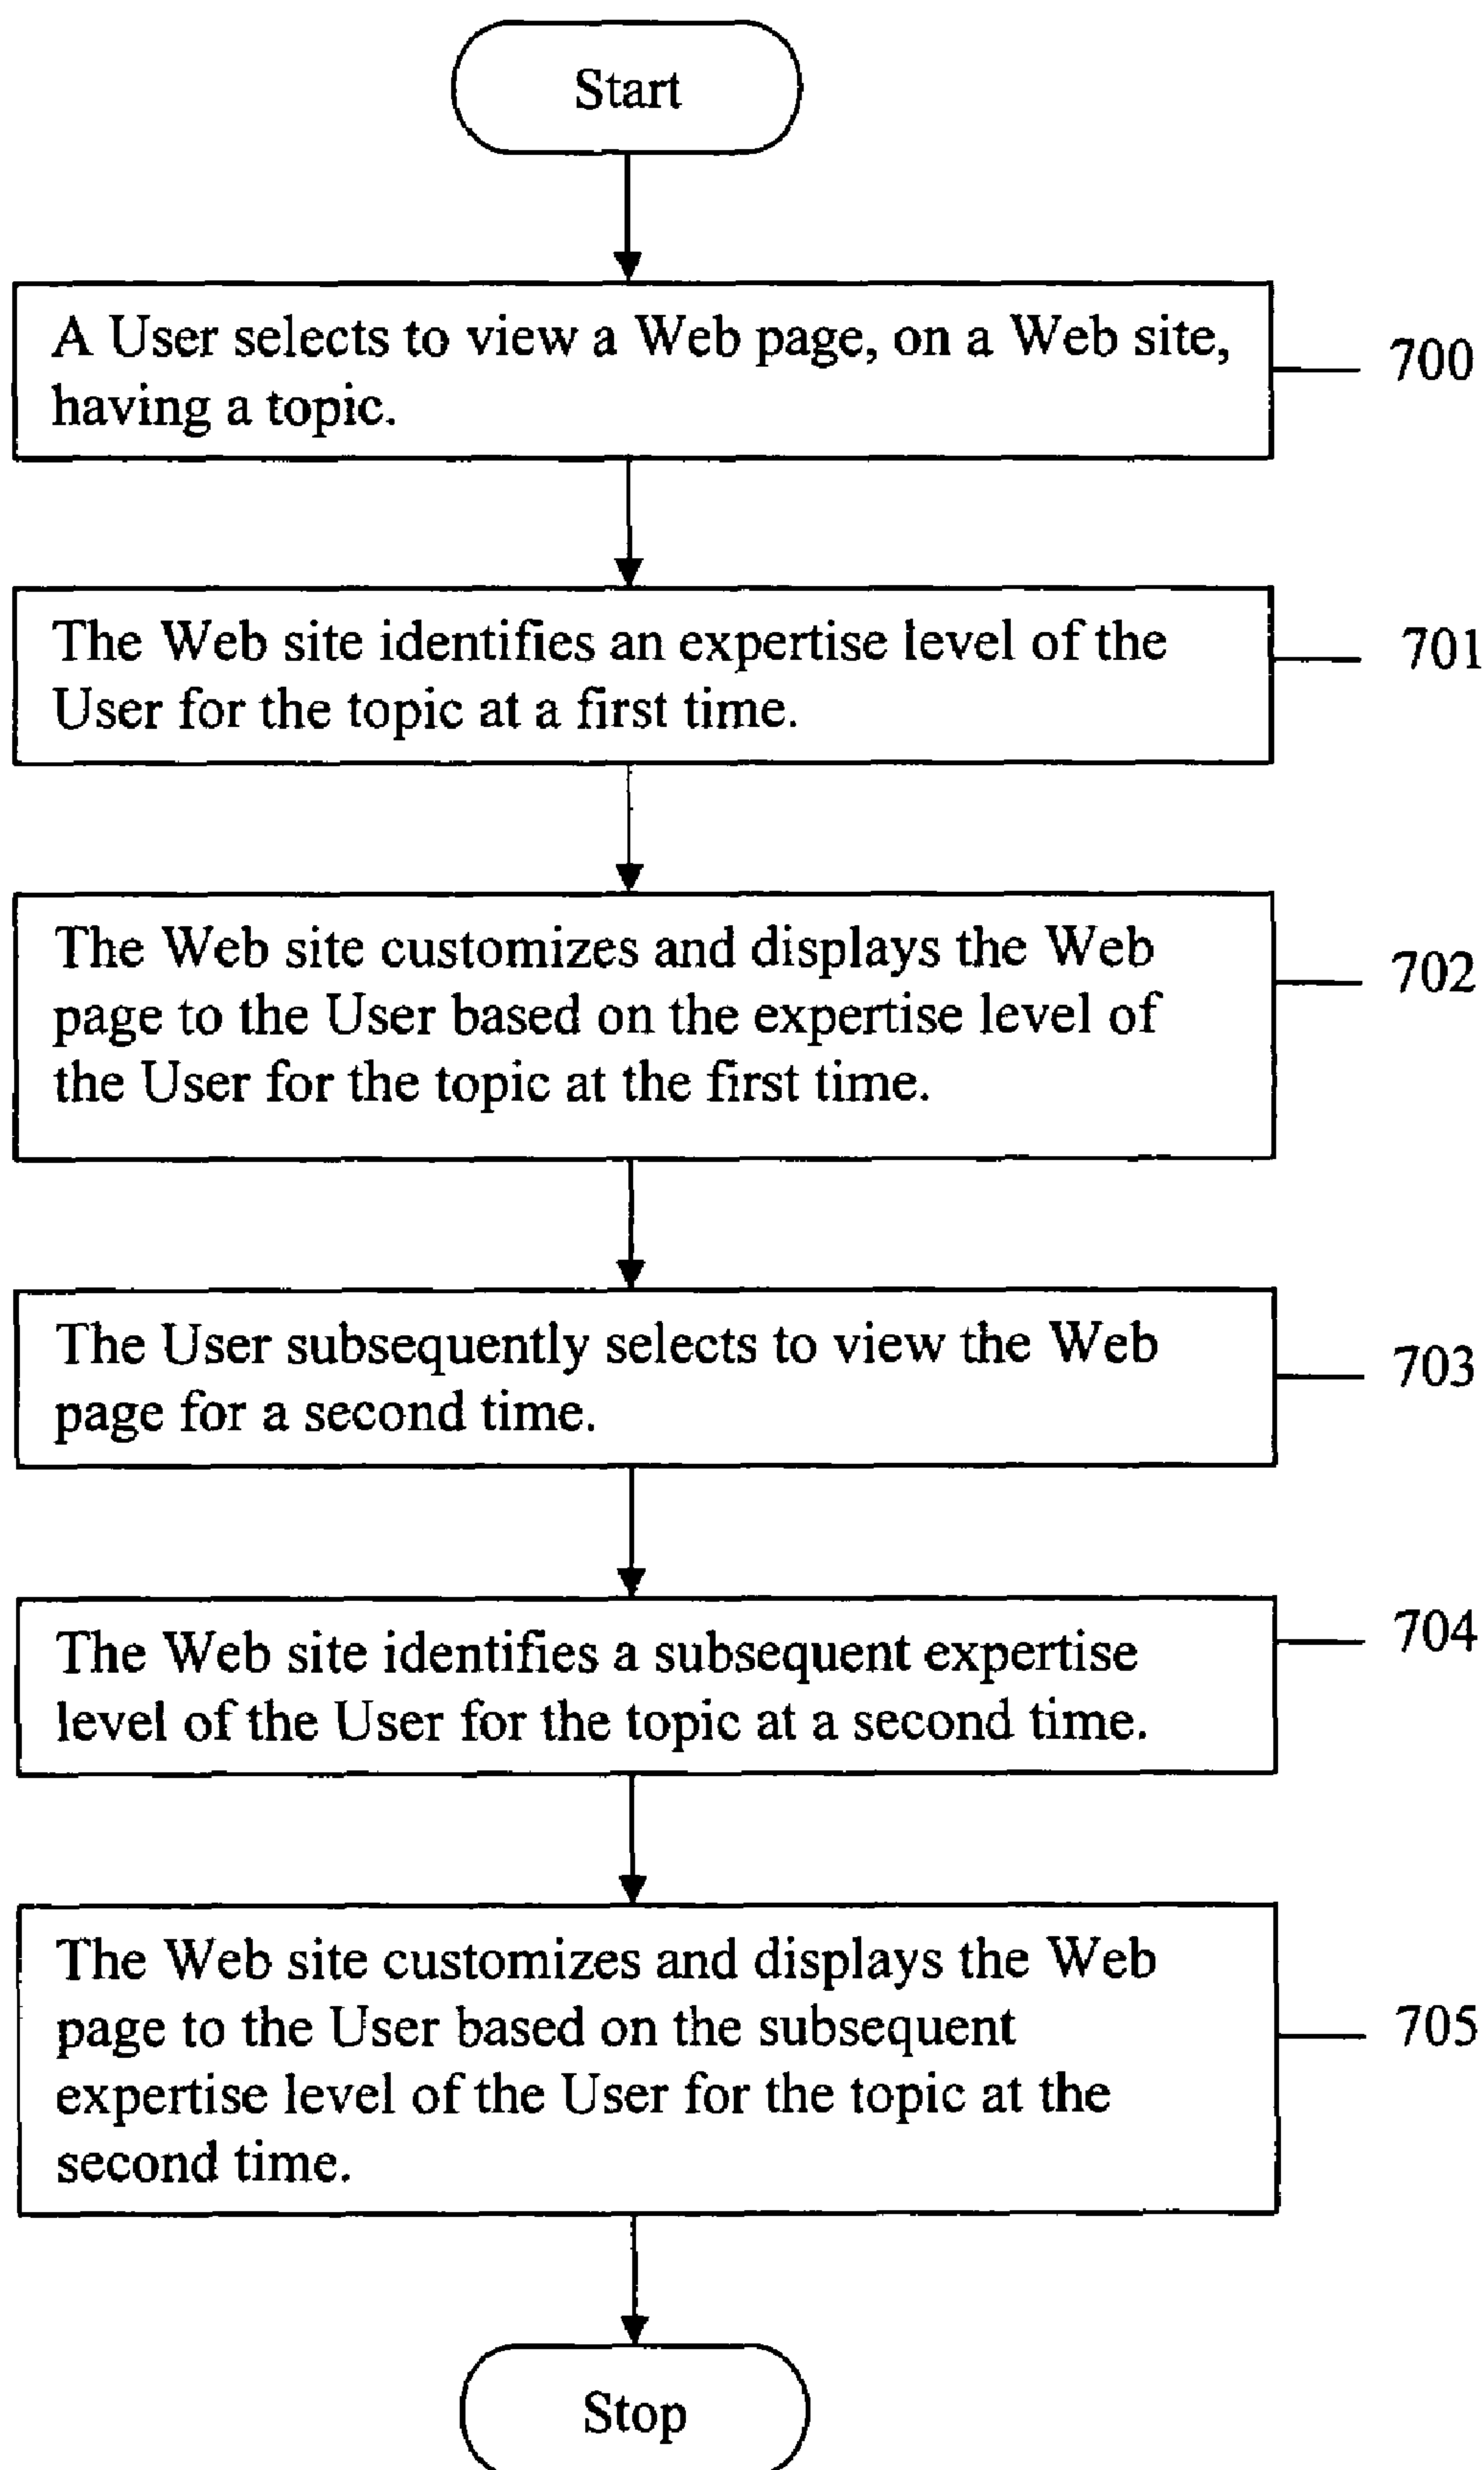 Start
A User selects to view a Web page, on a Web site,
having a topic.
700
The Web site identifies an expertise level of the
User for the topic at a first time.
701
The Web site customizes and displays the Web
page to the User based on the expertise level of
the User for the topic at the first time.
702
The User subsequently selects to view the Web
page for a second time.
703
The Web site identifies a subsequent expertise
level of the User for the topic at a second time.
704
The Web site customizes and displays the Web
page to the User based on the subsequent
expertise level of the User for the topic at the
second time.
705
Stop